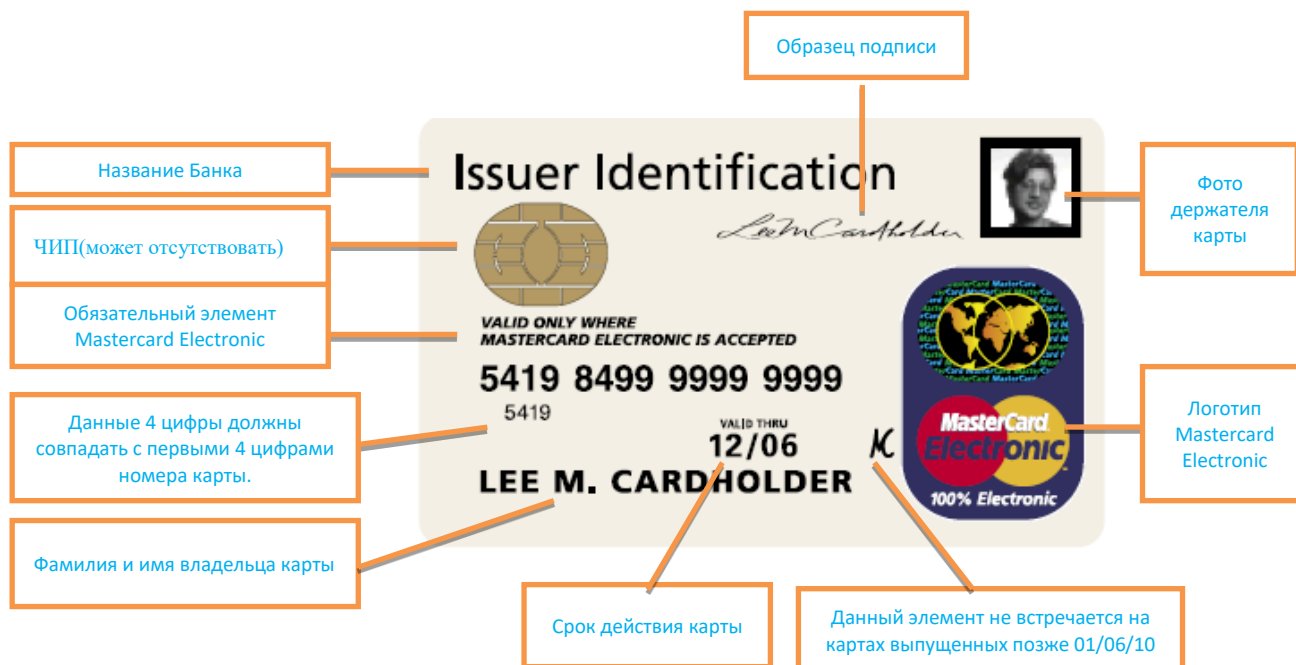 Образец подписи
Название Банка
Issuer Identification
Фото
держателя
карты
ЧИП(может отсутствовать)
Lee M Cardholder
Обязательный элемент
Mastercard Electronic
VALID ONLY WHERE
MASTERCARD ELECTRONIC IS ACCEPTED
5419 8499 9999 9999
5419
Данные 4 цифры должны
совпадать с первыми 4 цифрами
номера карты.
VALID THRU
12/06
MC
LEE M. CARDHOLDER
MasterCard
Electronic
100% Electronic
Логотип
Mastercard
Electronic
Фамилия и имя владельца карты
Срок действия карты
Данный элемент не встречается на
картах выпущенных позже 01/06/10